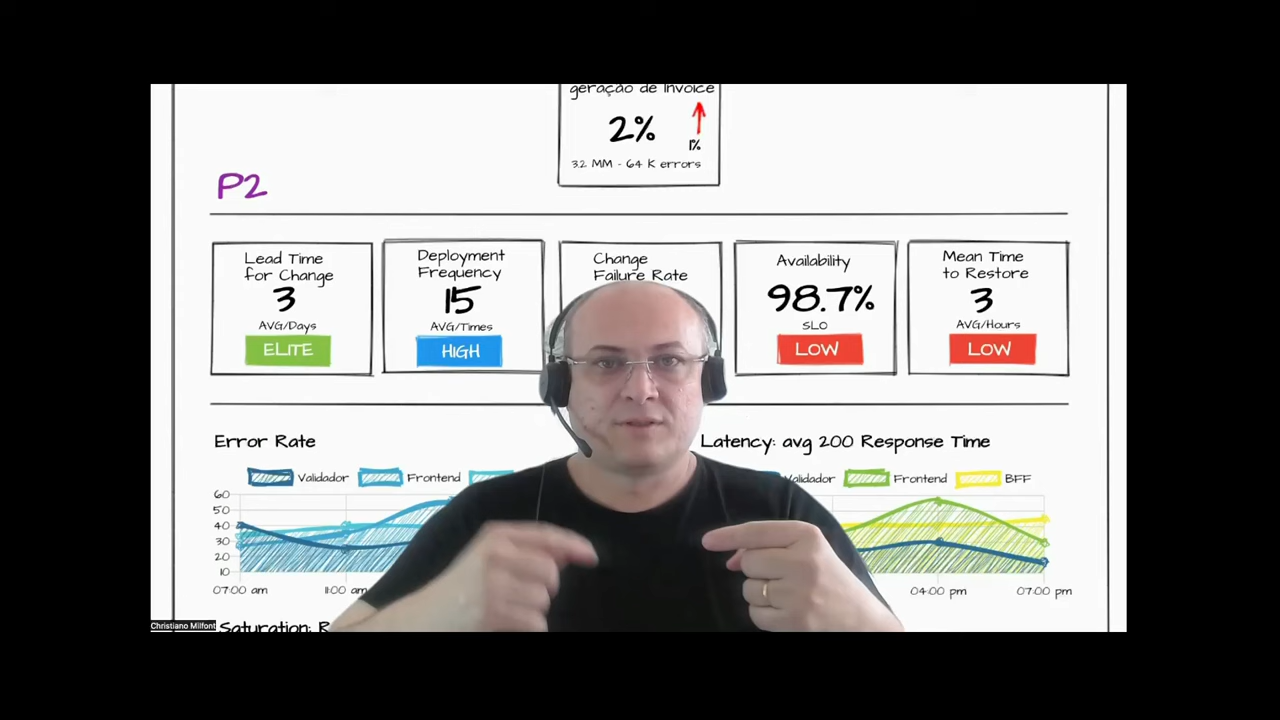 geração de Invoice
2%
1%
3.2 MM - 64 K errors
P2
Lead Time
for Change
3
AVG/Days
ELITE
Deployment
Frequency
15
AVG/Times
HIGH
Change
Failure Rate
Availability
98.7%
SLO
LOW
Mean Time
to Restore
3
AVG/Hours
LOW
Error Rate
Validador Frontend
60
50
40
30
20
10
07:00 am 11:00 am
Latency: avg 200 Response Time
Validador Frontend BFF
04:00 pm 07:00 pm
Christiano Milfont
Saturation: